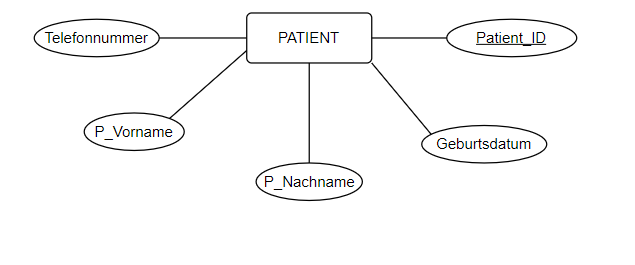 Telefonnummer
PATIENT
Patient_ID
P_Vorname
Geburtsdatum
P_Nachname